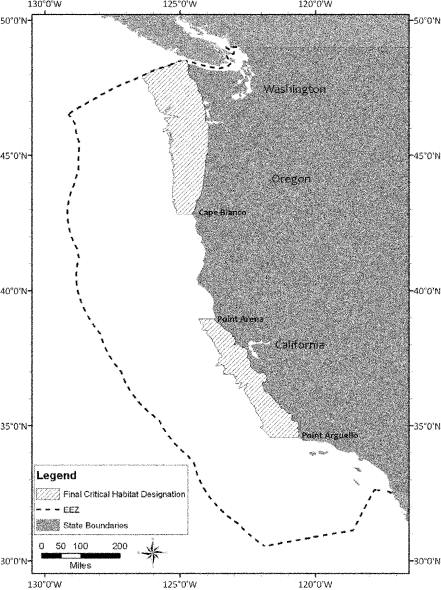 130°0'W 125°0'W 120°0'W
50°0'N 50°0'N
Washington
45°0'N 45°0'N
Oregon
Cape Blanco
40°0'N 40°0'N
Point Arena
California
35°0'N 35°0'N
Point Arguello
Legend
Final Critical Habitat Designation
EEZ
State Boundaries
0 50 100 200
Miles
30°0'N 30°0'N
130°0'W 125°0'W 120°0'W